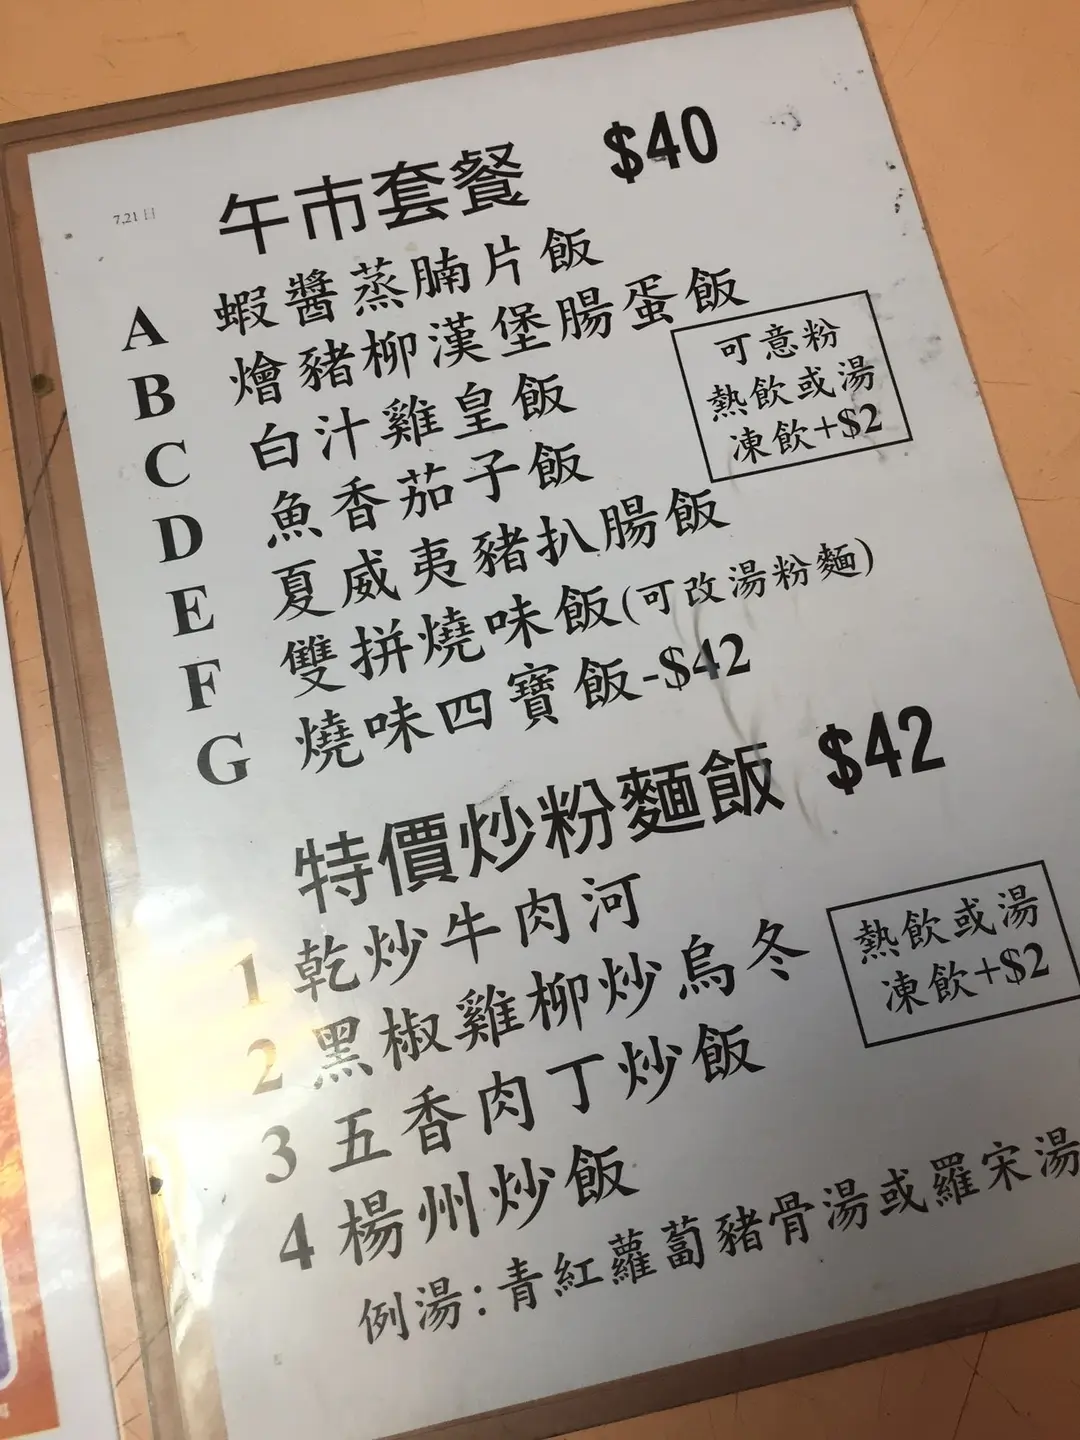 7.21日
午市套餐 $40
A 蝦醬蒸腩片飯
B 燴豬柳漢堡腸蛋飯
C 白汁雞皇飯
D 魚香茄子飯
E 夏威夷豬扒腸飯
F 雙拼燒味飯(可改湯粉麵)
G 燒味四寶飯-$42
可意粉
熱飲或湯
凍飲+$2
特價炒粉麵飯 $42
1 乾炒牛肉河
2 黑椒雞柳炒烏冬
3 五香肉丁炒飯
4 楊州炒飯
熱飲或湯
凍飲+$2
例湯:青紅蘿蔔豬骨湯或羅宋湯